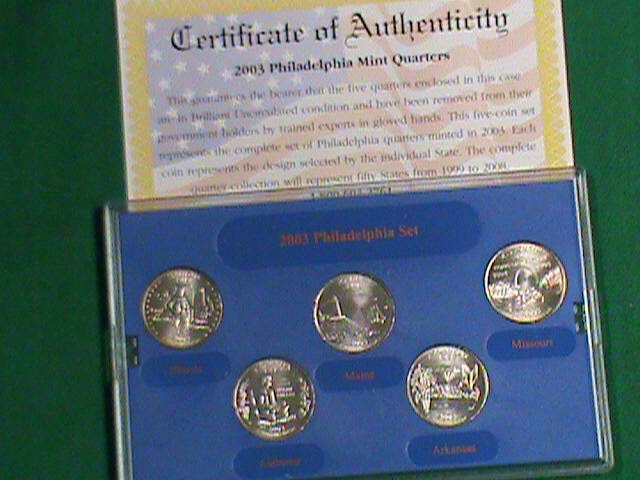 Certificate of Authenticity
2003 Philadelphia Mint Quarters
This guarantees the bearer that the five quarters enclosed in this case
are in Brilliant Uncirculated condition and have been removed from their
government holders by trained experts in gloved hands. This five-coin set
represents the complete set of Philadelphia quarters minted in 2003. Each
coin represents the design selected by the individual State. The complete
quarter collection will represent fifty States from 1999 to 2008.
2003 Philadelphia Set
Illinois
Maine
Missouri
Alabama
Arkansas